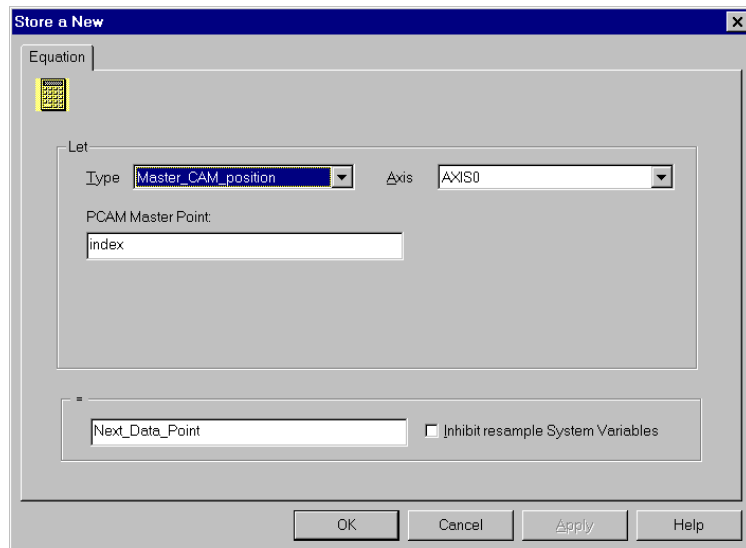 Store a New
Equation
Let
Type Master_CAM_position Axis AXIS0
PCAM Master Point:
index
=
Next_Data_Point Inhibit resample System Variables
OK Cancel Apply Help